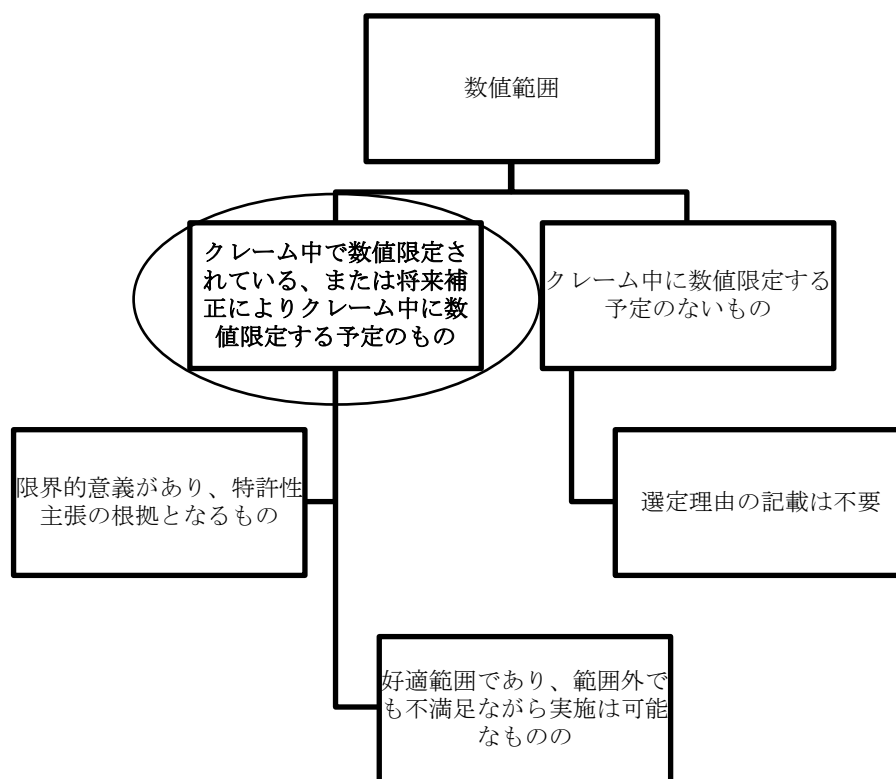 数値範囲
クレーム中で数値限定さ
れている、または将来補
正によりクレーム中に数
値限定する予定のもの
クレーム中に数値限定する
予定のないもの
限界的意義があり、特許性
主張の根拠となるもの
選定理由の記載は不要
好適範囲であり、範囲外で
も不満足ながら実施は可能
なものの